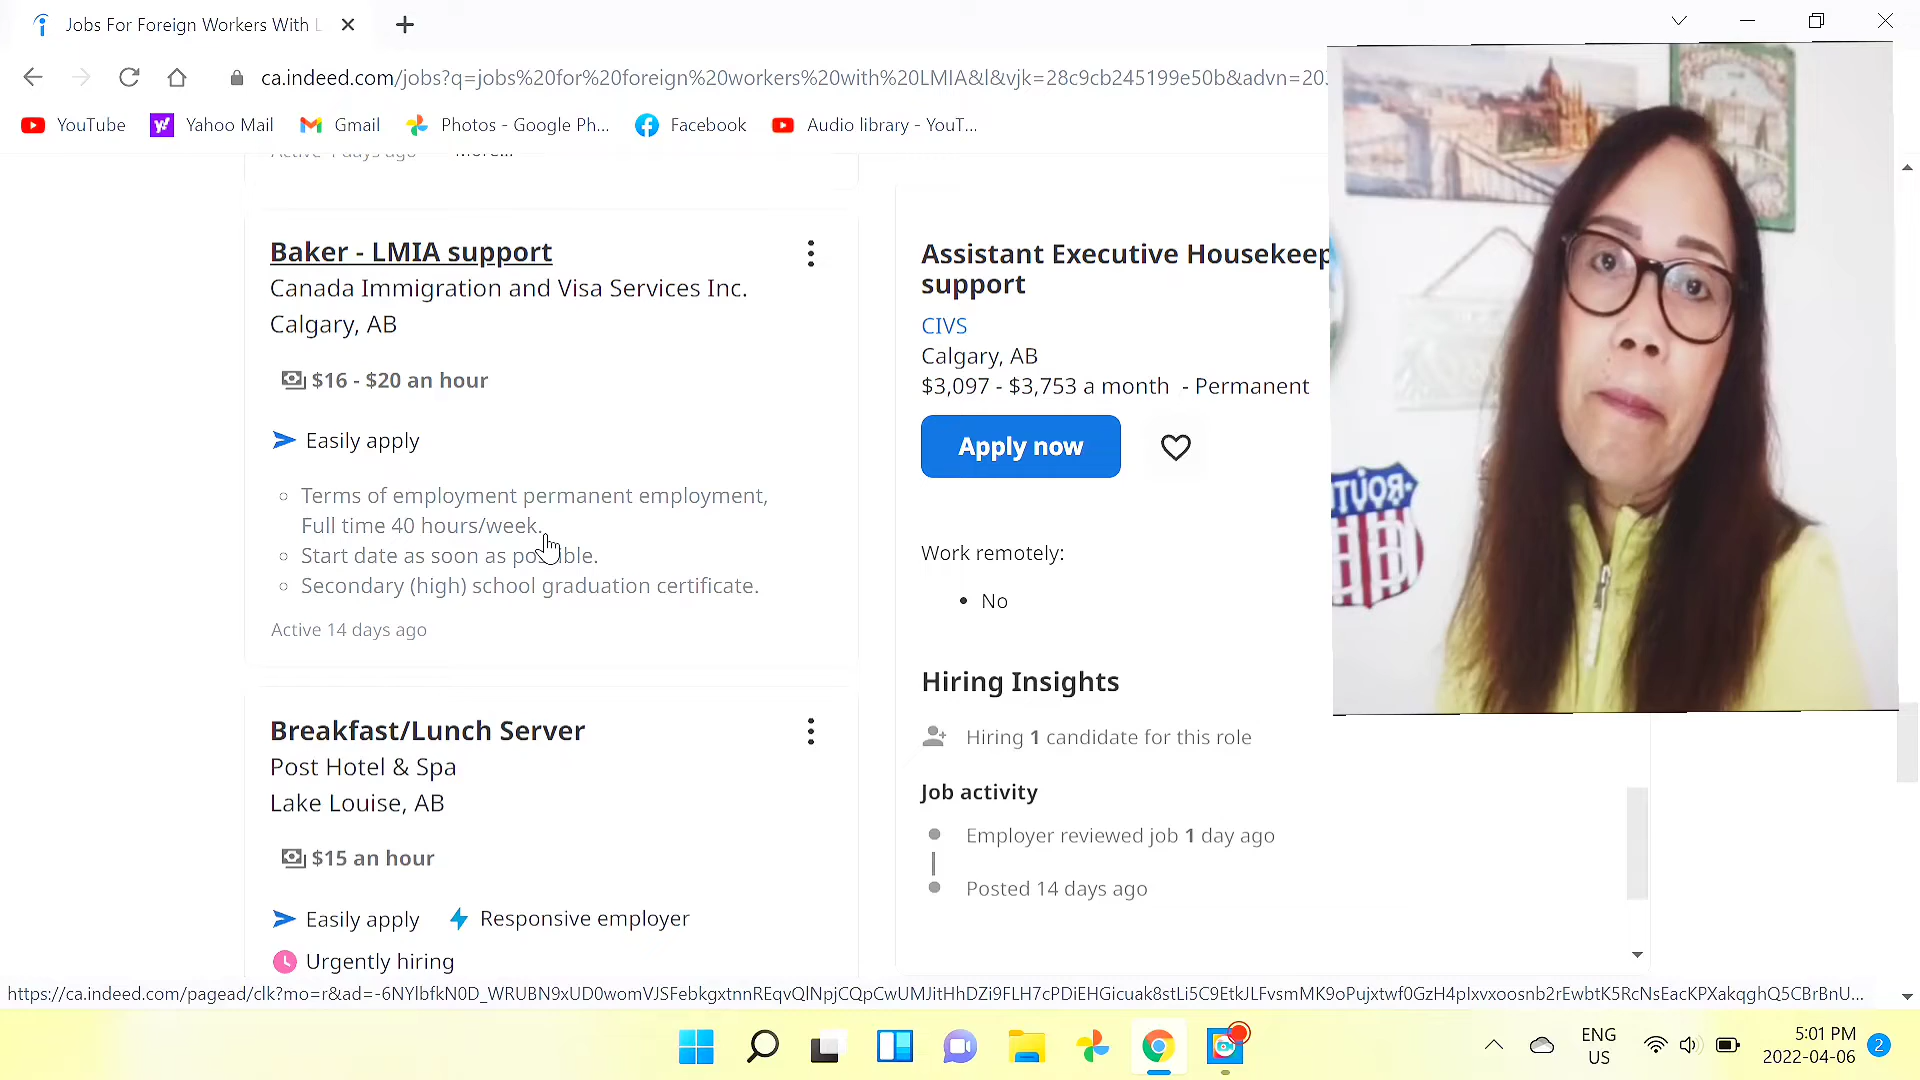 Jobs For Foreign Workers With L
ca.indeed.com/jobs?q=jobs%20for%20foreign%20workers%20with%20LMIA&l&vjk=28c9cb245199e50b&advn=20
YouTube
Yahoo Mail
Gmail
Photos - Google Ph...
Facebook
Audio library - YouT...
More...
Baker - LMIA support
Canada Immigration and Visa Services Inc.
Calgary, AB
$16 - $20 an hour
Easily apply
Terms of employment permanent employment,
Full time 40 hours/week.
Start date as soon as possible.
Secondary (high) school graduation certificate.
Active 14 days ago
Breakfast/Lunch Server
Post Hotel & Spa
Lake Louise, AB
$15 an hour
Easily apply
Responsive employer
Urgently hiring
Assistant Executive Housekeep
support
CIVS
Calgary, AB
$3,097 - $3,753 a month - Permanent
Apply now
Work remotely:
No
Hiring Insights
Hiring 1 candidate for this role
Job activity
Employer reviewed job 1 day ago
Posted 14 days ago
ROUT
ENG
US
5:01 PM
2022-04-06
2